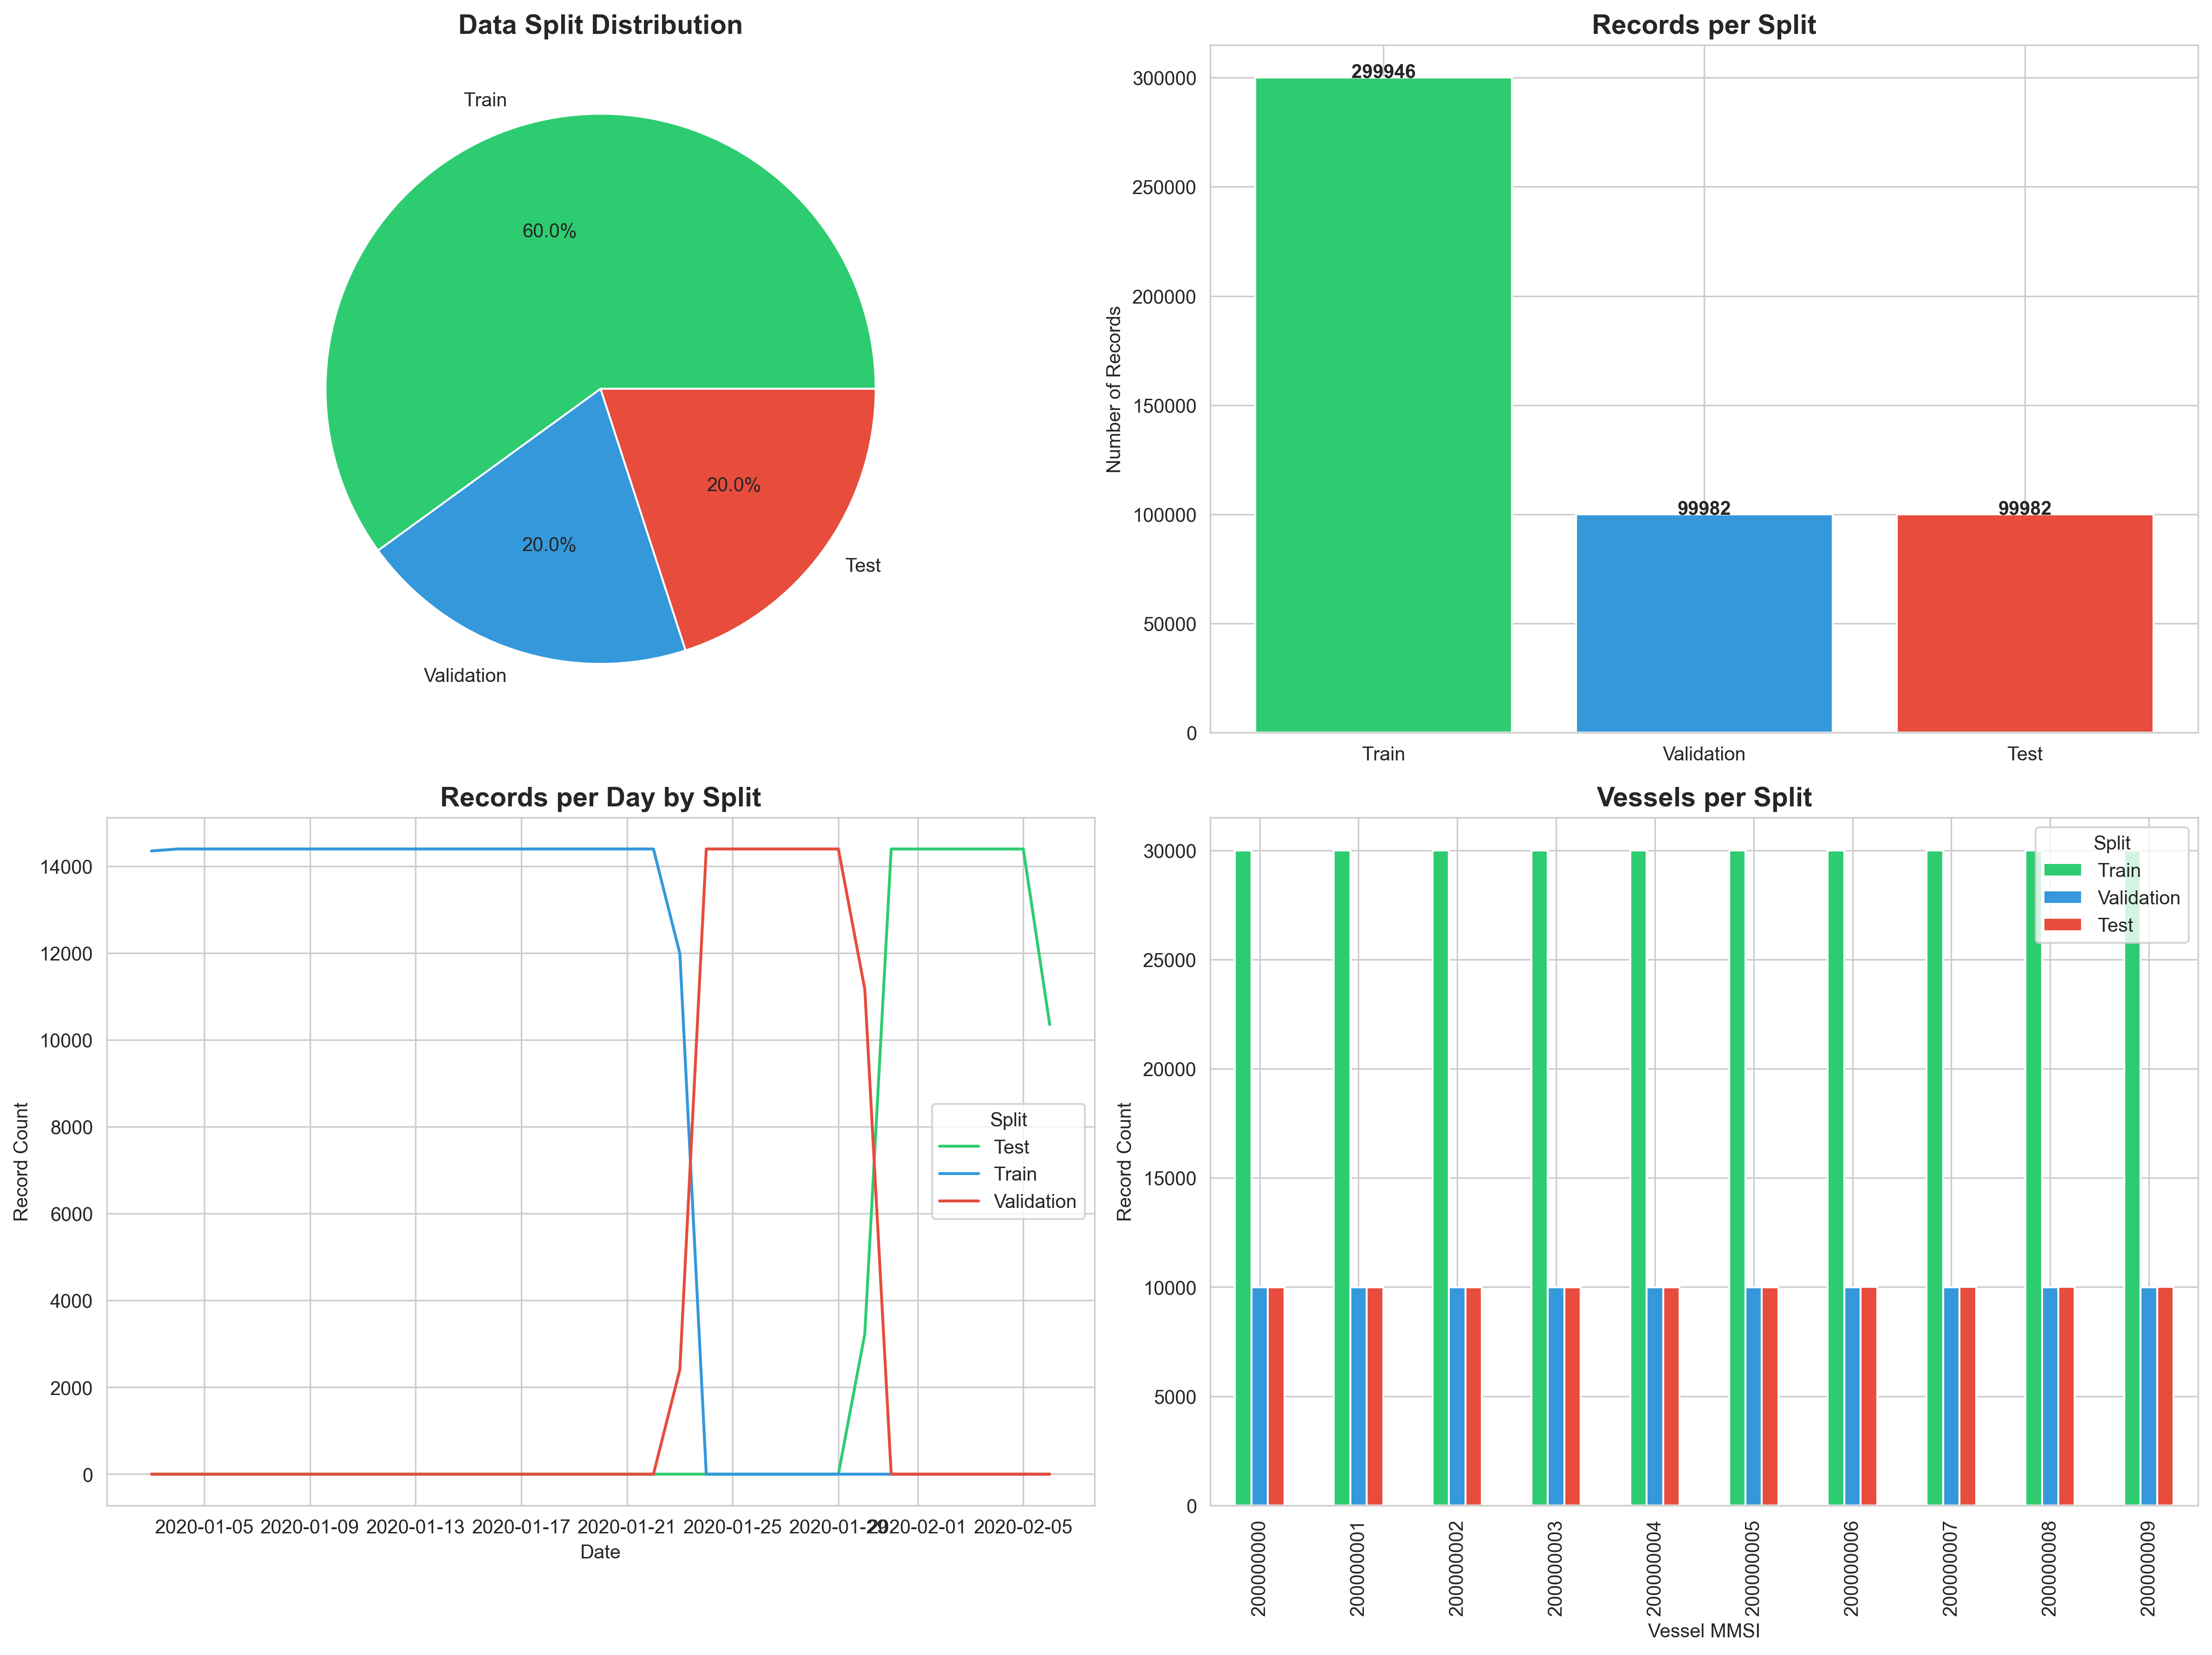 Data Split Distribution
Train
60.0%
20.0%
20.0%
Test
Validation
Records per Split
Number of Records
300000
250000
200000
150000
100000
50000
0
299946
99982
99982
Train
Validation
Test
Records per Day by Split
Record Count
14000
12000
10000
8000
6000
4000
2000
0
Split
Test
Train
Validation
2020-01-05
2020-01-09
2020-01-13
2020-01-17
2020-01-21
2020-01-25
2020-01-29
2020-02-01
2020-02-05
Date
Vessels per Split
Record Count
30000
25000
20000
15000
10000
5000
0
Split
Train
Validation
Test
200000000
200000001
200000002
200000003
200000004
200000005
200000006
200000007
200000008
200000009
Vessel MMSI